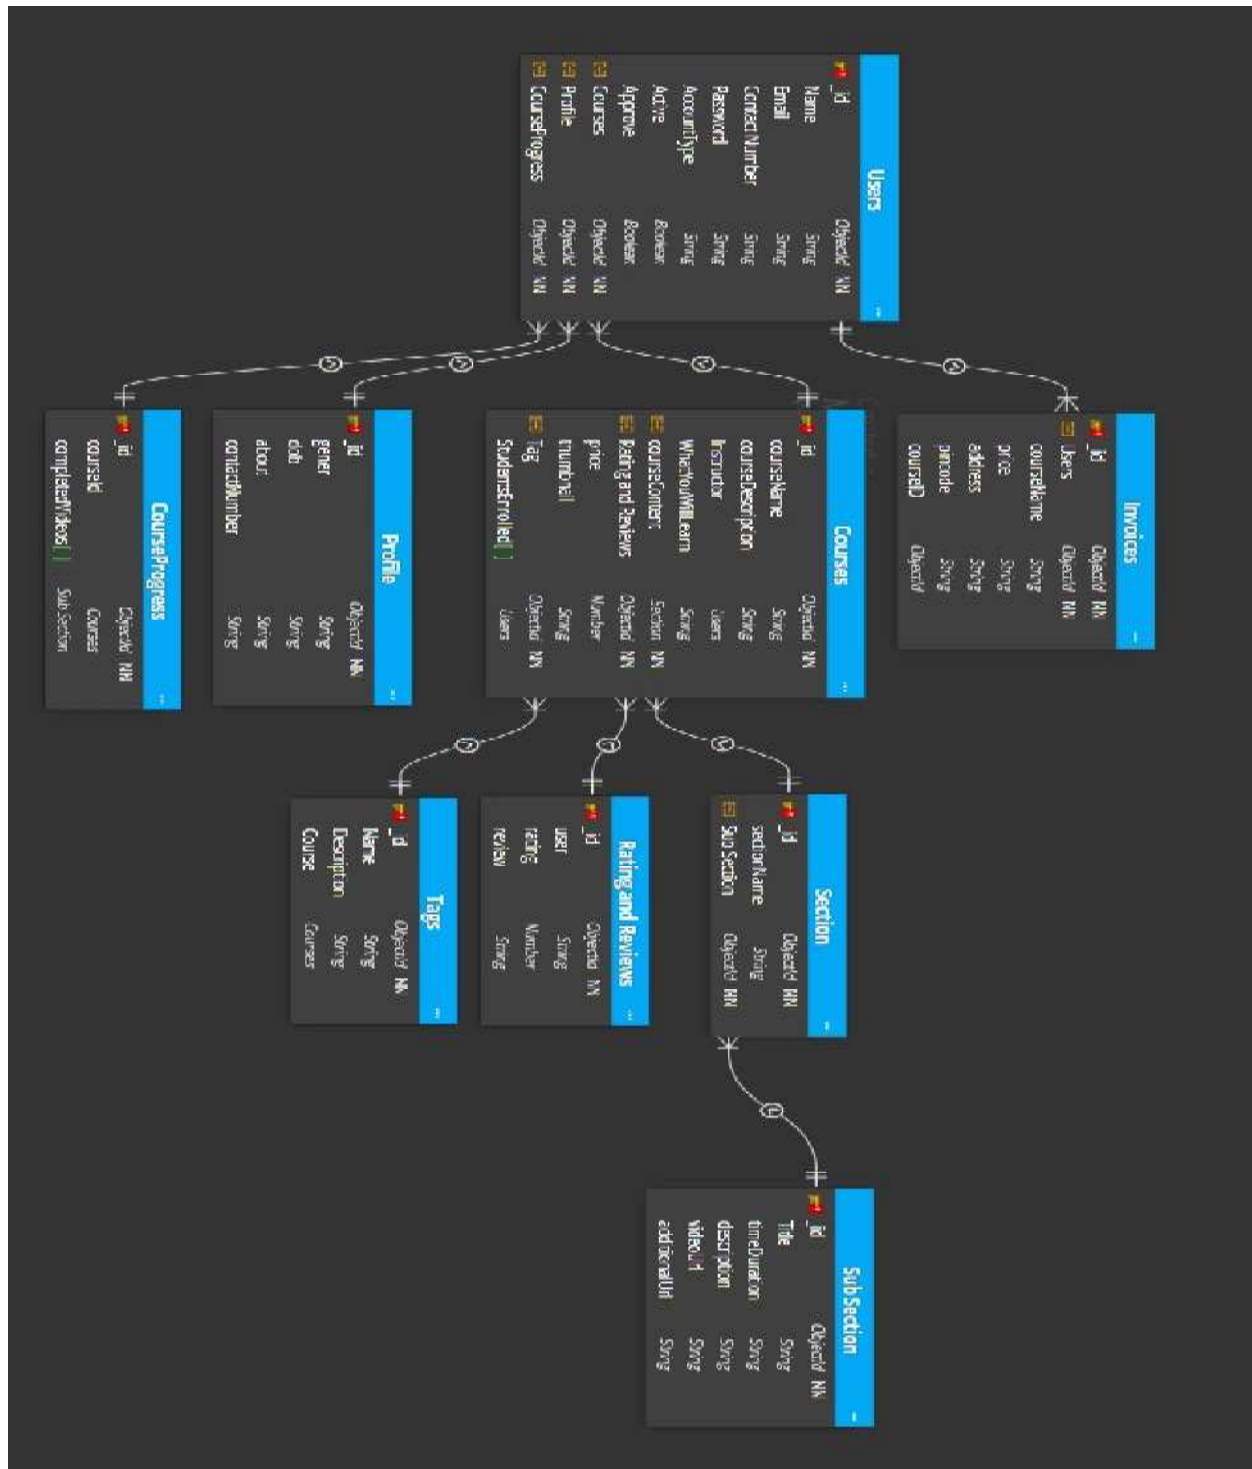 Users
_id ObjectId NN
Name String
Email String
Contact Number String
Password String
AccountType String
Active Boolean
Approve Boolean
Courses ObjectId NN
Profile ObjectId NN
CourseProgress ObjectId NN
Invoices
_id ObjectId NN
Users ObjectId NN
courseName String
price String
address String
pincode String
courseID ObjectId
Courses
_id ObjectId NN
courseName String
courseDescription String
Instructor Users
WhatYouWillLearn String
courseContent Section NN
Rating and Reviews ObjectId NN
price Number
thumbnail String
Tag ObjectId NN
StudentsEnrolled[ ] Users
Profile
_id ObjectId NN
gener String
dob String
about String
contactNumber String
CourseProgress
_id ObjectId NN
courseId Courses
completedVideos[ ] Sub Section
Section
_id ObjectId NN
sectionName String
Sub Section ObjectId NN
Rating and Reviews
_id ObjectId NN
user String
rating Number
review String
Tags
_id ObjectId NN
Name String
Description String
Course Courses
Sub Section
_id ObjectId NN
Title String
timeDuration String
description String
videoUrl String
additionalUrl String